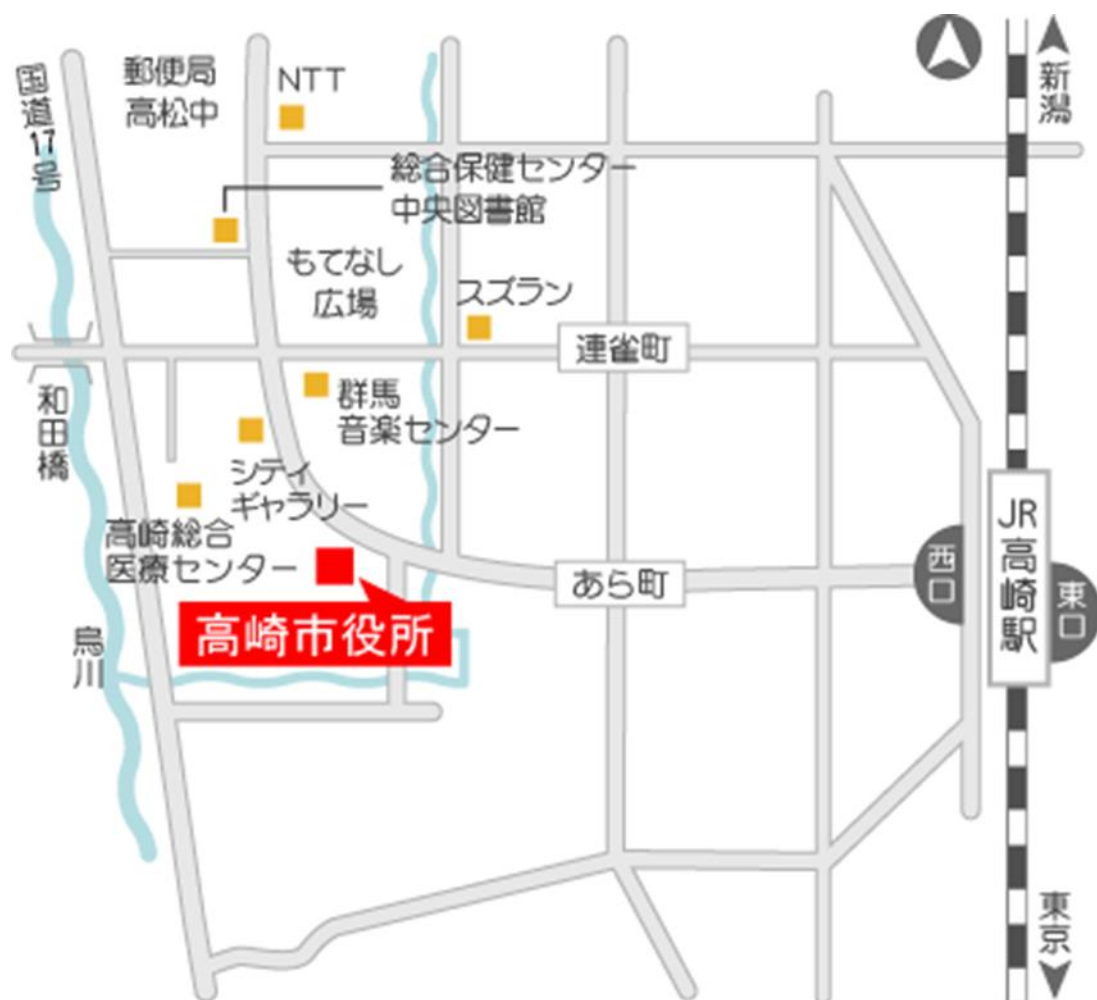 国道17号
郵便局
高松中
NTT
新潟
総合保健センター
中央図書館
もてなし
広場
スズラン
連雀町
和田橋
群馬
音楽センター
シティ
ギャラリー
高崎総合
医療センター
あら町
西口
JR高崎駅
東口
高崎市役所
烏川
東京